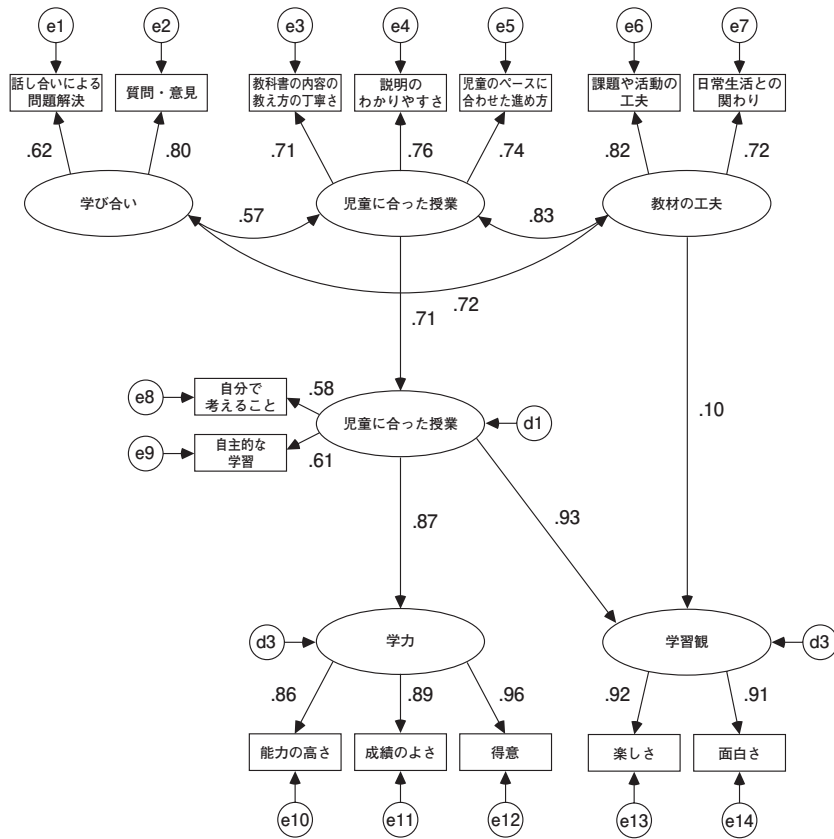 e1
e2
e3
e4
e5
e6
e7
話し合いによる
問題解決
質問・意見
教科書の内容の
教え方の丁寧さ
説明の
わかりやすさ
児童のペースに
合わせた進め方
課題や活動の
工夫
日常生活との
関わり
.62
.80
.71
.76
.74
.82
.72
学び合い
.57
児童に合った授業
.83
教材の工夫
.72
.71
e8
自分で
考えること
.58
児童に合った授業
d1
e9
自主的な
学習
.61
.10
.87
.93
d3
学力
学習観
d3
.86
.89
.96
.92
.91
能力の高さ
成績のよさ
得意
楽しさ
面白さ
e10
e11
e12
e13
e14